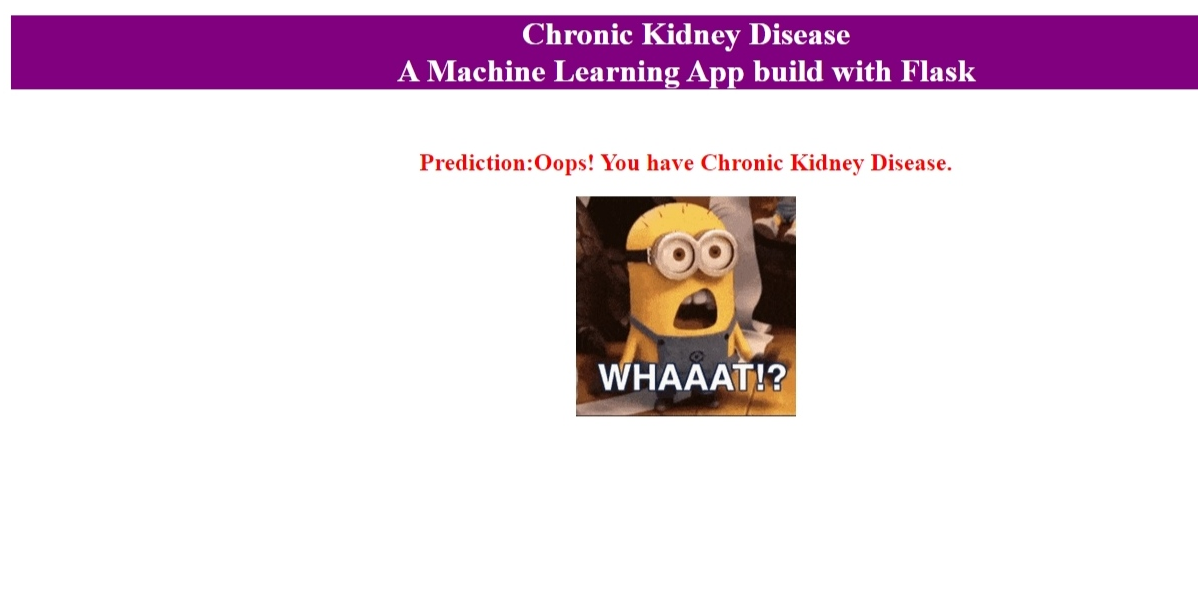 Chronic Kidney Disease
A Machine Learning App build with Flask
Prediction:Oops! You have Chronic Kidney Disease.
WHAAAT!?